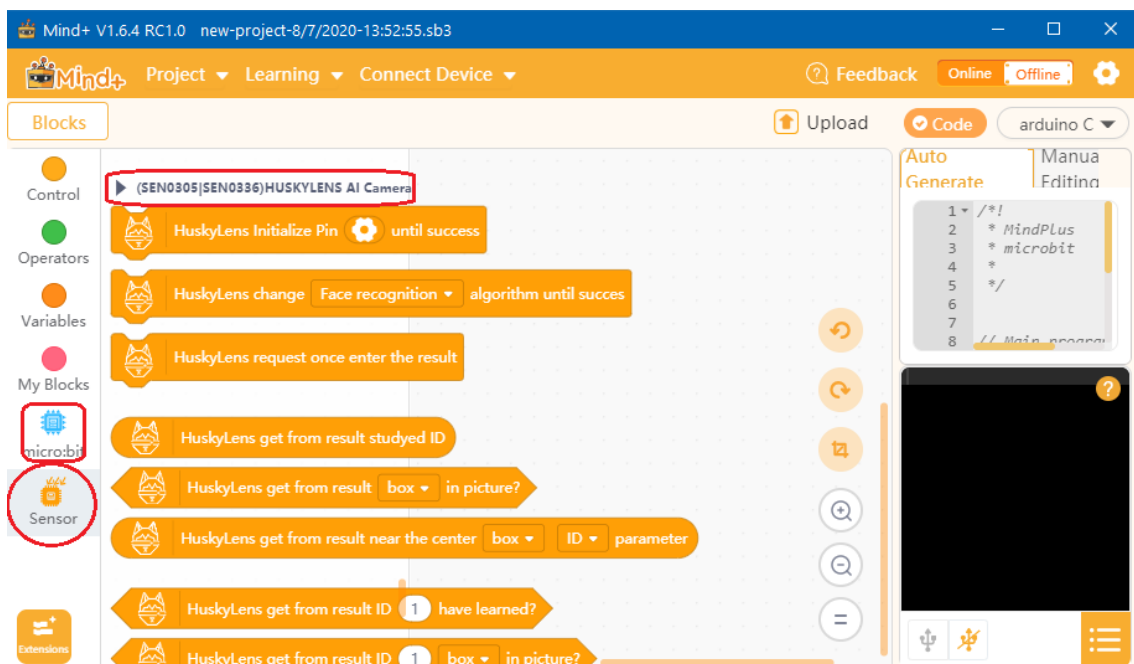 Mind+ V1.6.4 RC1.0 new-project-8/7/2020-13:52:55.sb3
Mind+ Project Learning Connect Device Feedback Online Offline
Blocks Upload Code arduino C
Control
Operators
Variables
My Blocks
micro:bit
Sensor
Extensions
(SEN0305|SEN0336)HUSKYLENS AI Camera
HuskyLens Initialize Pin until success
HuskyLens change Face recognition algorithm until succes
HuskyLens request once enter the result
HuskyLens get from result studyed ID
HuskyLens get from result box in picture?
HuskyLens get from result near the center box ID parameter
HuskyLens get from result ID 1 have learned?
HuskyLens get from result ID 1 box in picture?
Auto Manua
Generate Editing
1 /*!
2 * MindPlus
3 * microbit
4 *
5 */
6
7
8 // Main progra
?